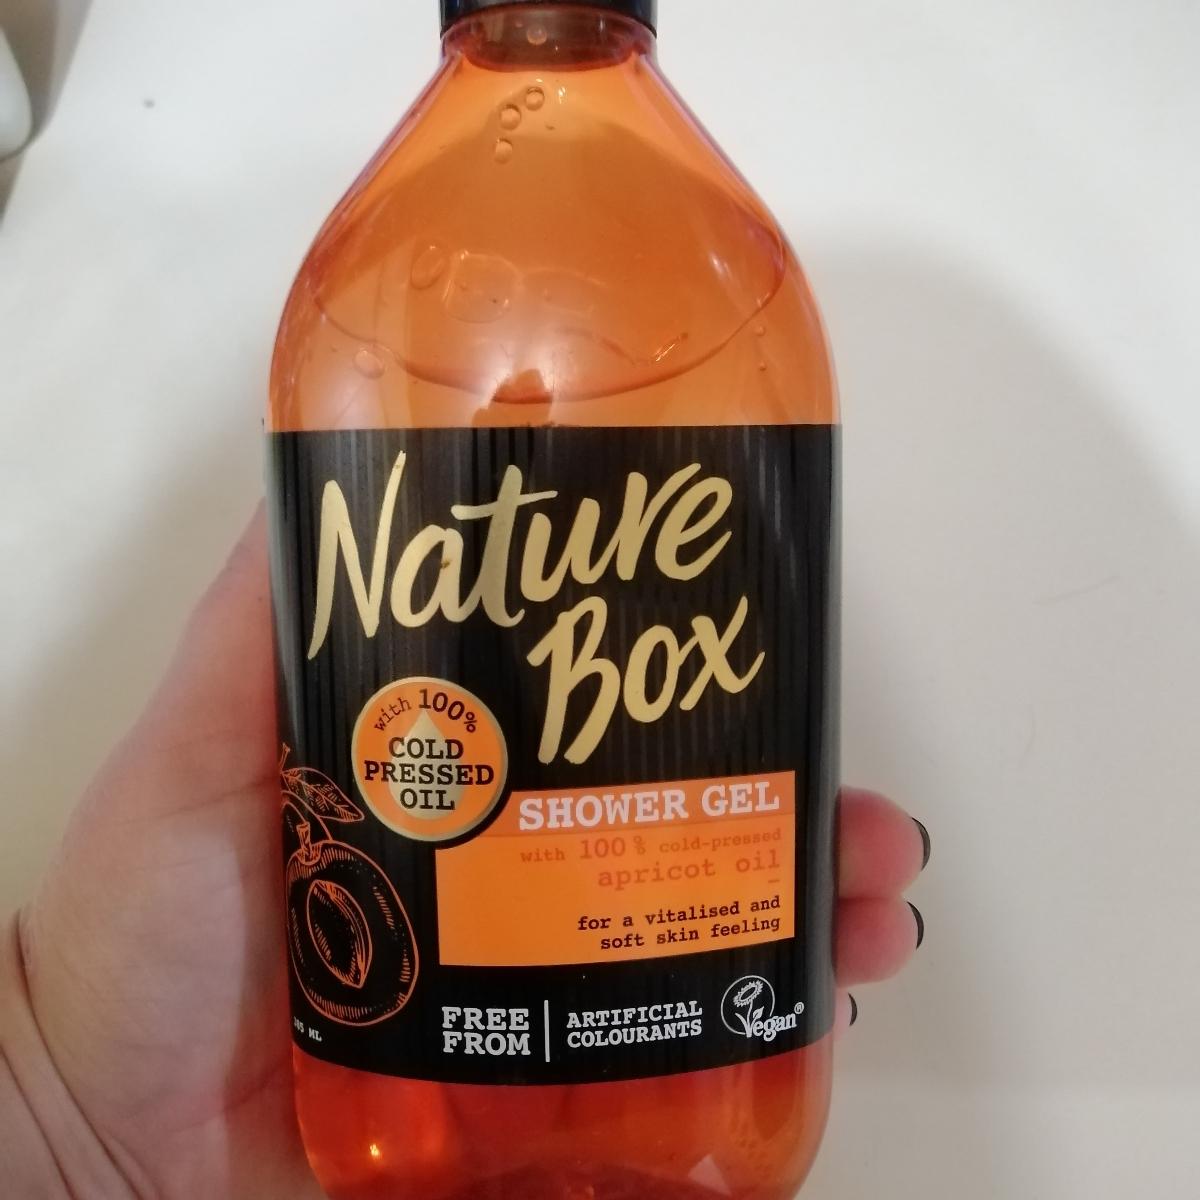 Nature
Box
with 100%
COLD
PRESSED
OIL
SHOWER GEL
with 100% cold-pressed
apricot oil
–
for a vitalised and
soft skin feeling
FREE
FROM
ARTIFICIAL
COLOURANTS
Vegan®
ML